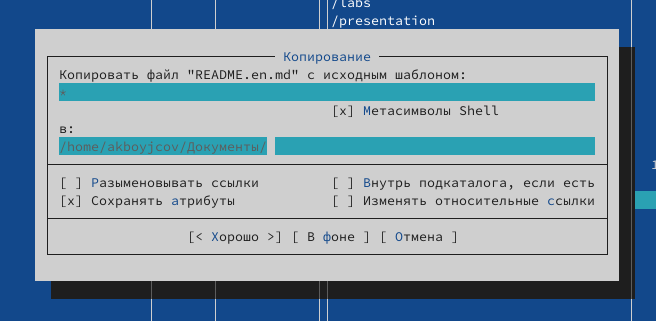 /labs
/presentation
Копирование
Копировать файл "README.en.md" с исходным шаблоном:
*
[x] Метасимволы Shell
в:
/home/akboyjcov/Документы/
[ ] Разыменовывать ссылки [ ] Внутрь подкаталога, если есть
[x] Сохранять атрибуты [ ] Изменять относительные ссылки
[< Хорошо >] [ В фоне ] [ Отмена ]